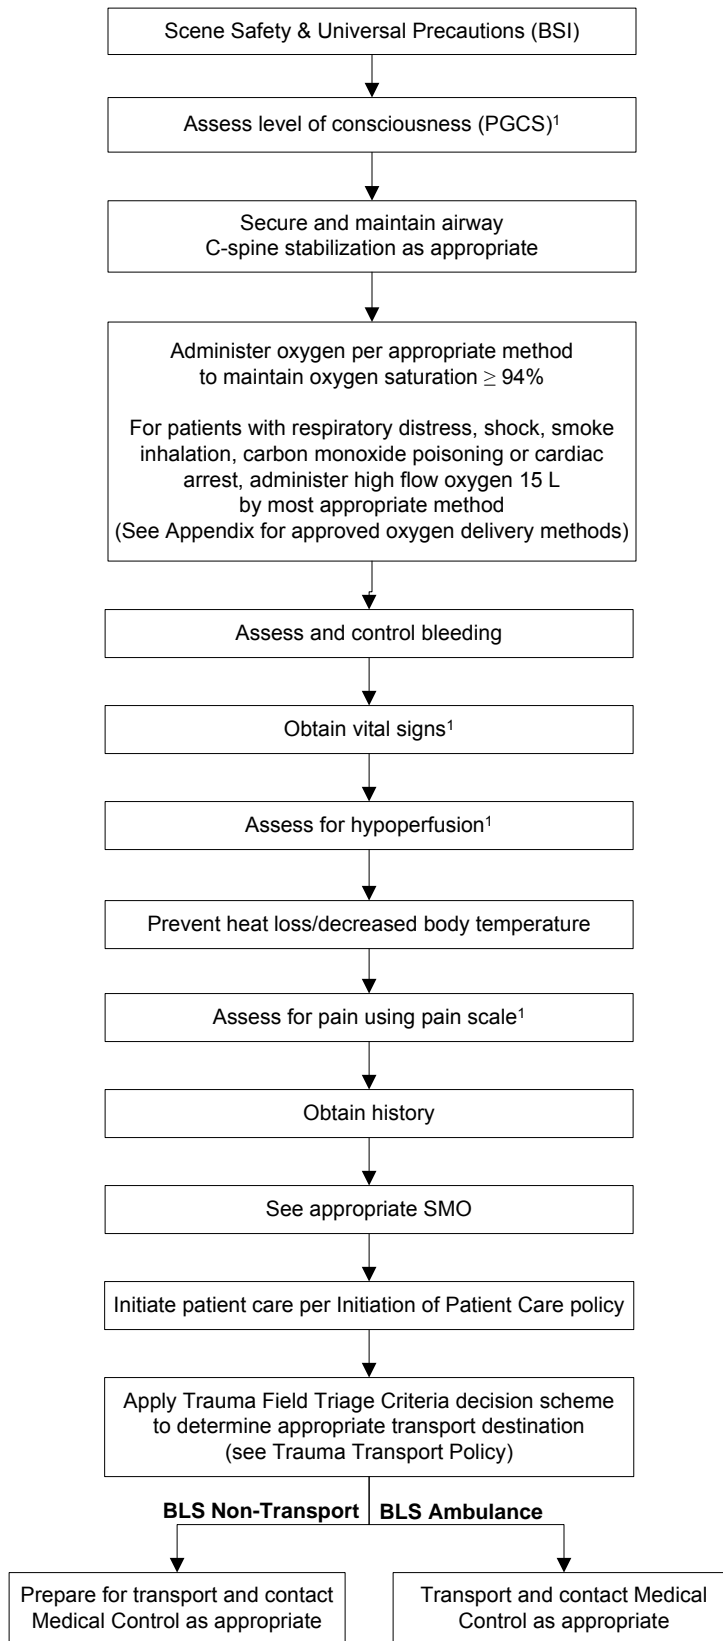 Scene Safety & Universal Precautions (BSI)
Assess level of consciousness (PGCS)¹
Secure and maintain airway
C-spine stabilization as appropriate
Administer oxygen per appropriate method
to maintain oxygen saturation ≥ 94%
For patients with respiratory distress, shock, smoke
inhalation, carbon monoxide poisoning or cardiac
arrest, administer high flow oxygen 15 L
by most appropriate method
(See Appendix for approved oxygen delivery methods)
Assess and control bleeding
Obtain vital signs¹
Assess for hypoperfusion¹
Prevent heat loss/decreased body temperature
Assess for pain using pain scale¹
Obtain history
See appropriate SMO
Initiate patient care per Initiation of Patient Care policy
Apply Trauma Field Triage Criteria decision scheme
to determine appropriate transport destination
(see Trauma Transport Policy)
BLS Non-Transport
BLS Ambulance
Prepare for transport and contact
Medical Control as appropriate
Transport and contact Medical
Control as appropriate